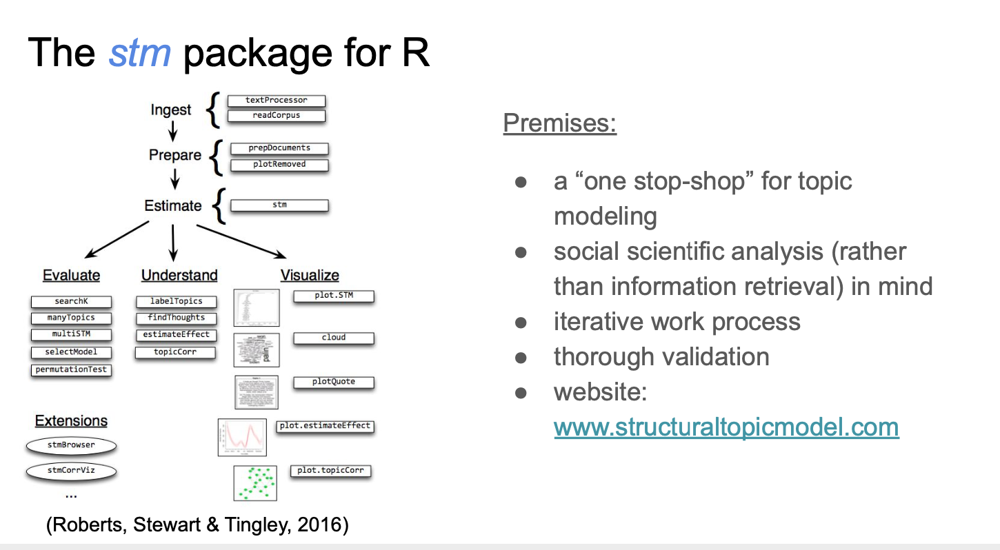 The stm package for R
Ingest
textProcessor
readCorpus
Prepare
prepDocuments
plotRemoved
Estimate
stm
Evaluate
searchK
manyTopics
multiSTM
selectModel
permutationTest
Understand
labelTopics
findThoughts
estimateEffect
topicCorr
Visualize
plot.STM
cloud
palin
plotQuote
plot.estimateEffect
plot.topicCorr
Extensions
stmBrowser
stmCorrViz
...
(Roberts, Stewart & Tingley, 2016)
Premises:
● a “one stop-shop” for topic
modeling
● social scientific analysis (rather
than information retrieval) in mind
● iterative work process
● thorough validation
● website:
www.structuraltopicmodel.com